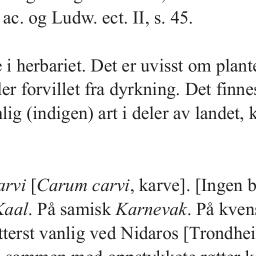 ac. og Ludw. ect. II, s. 45.
i herbariet. Det er uvisst om plante
ler forvillet fra dyrkning. Det finnes
nlig (indigen) art i deler av landet, k
arvi [Carum carvi, karve]. [Ingen b
Kaal. På samisk Karnevak. På kvens
tterst vanlig ved Nidaros [Trondhei